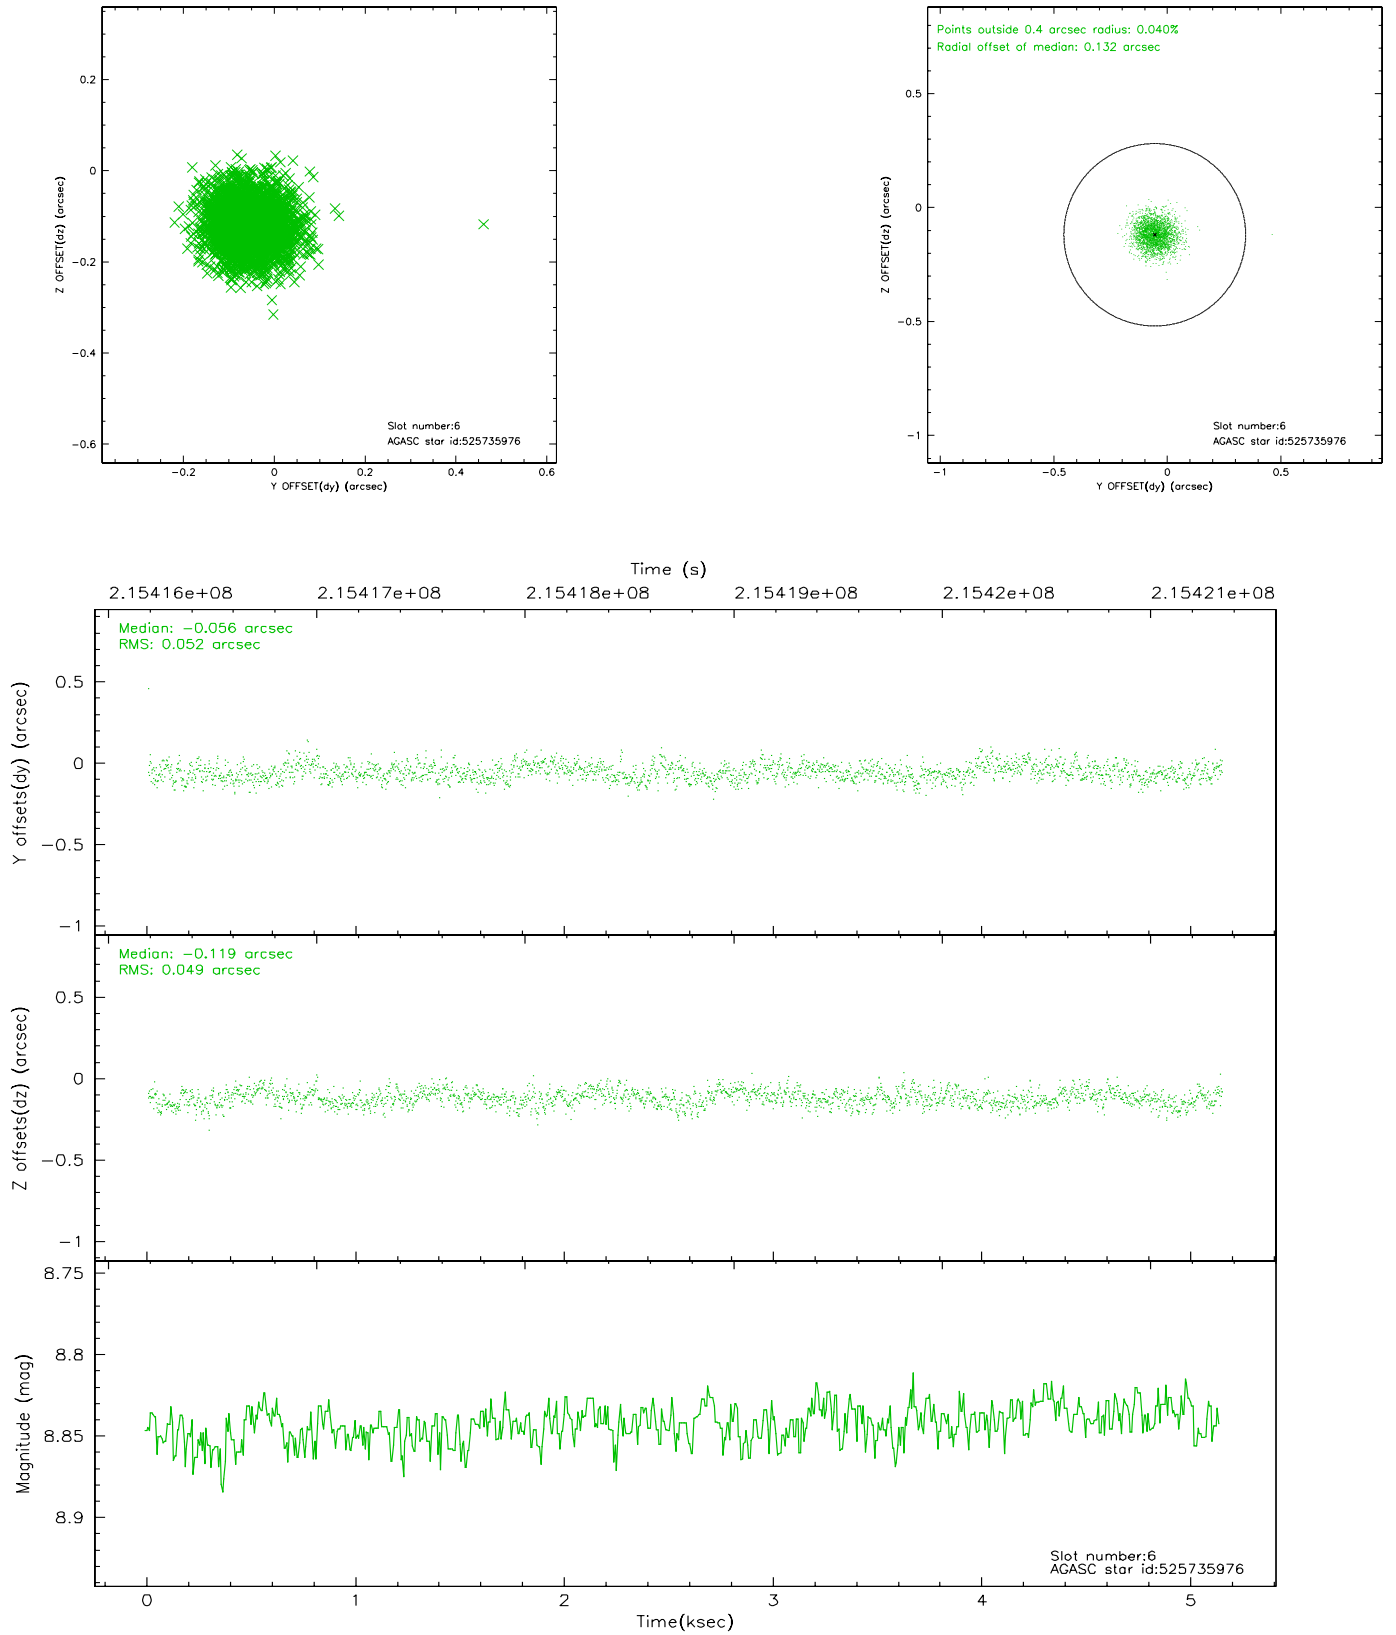 0.2
0
−0.2
−0.4
−0.6
Z OFFSET(dz) (arcsec)
Slot number:6
AGASC star id:525735976
−0.2 0 0.2 0.4 0.6
Y OFFSET(dy) (arcsec)
Points outside 0.4 arcsec radius: 0.040%
Radial offset of median: 0.132 arcsec
0.5
0
−0.5
−1
Z OFFSET(dz) (arcsec)
Slot number:6
AGASC star id:525735976
−1 −0.5 0 0.5
Y OFFSET(dy) (arcsec)
Time (s)
2.15416e+08 2.15417e+08 2.15418e+08 2.15419e+08 2.1542e+08 2.15421e+08
Median: −0.056 arcsec
RMS: 0.052 arcsec
0.5
0
−0.5
−1
Y offsets(dy) (arcsec)
Median: −0.119 arcsec
RMS: 0.049 arcsec
0.5
0
−0.5
−1
Z offsets(dz) (arcsec)
8.75
8.8
8.85
8.9
Magnitude (mag)
Slot number:6
AGASC star id:525735976
0 1 2 3 4 5
Time(ksec)